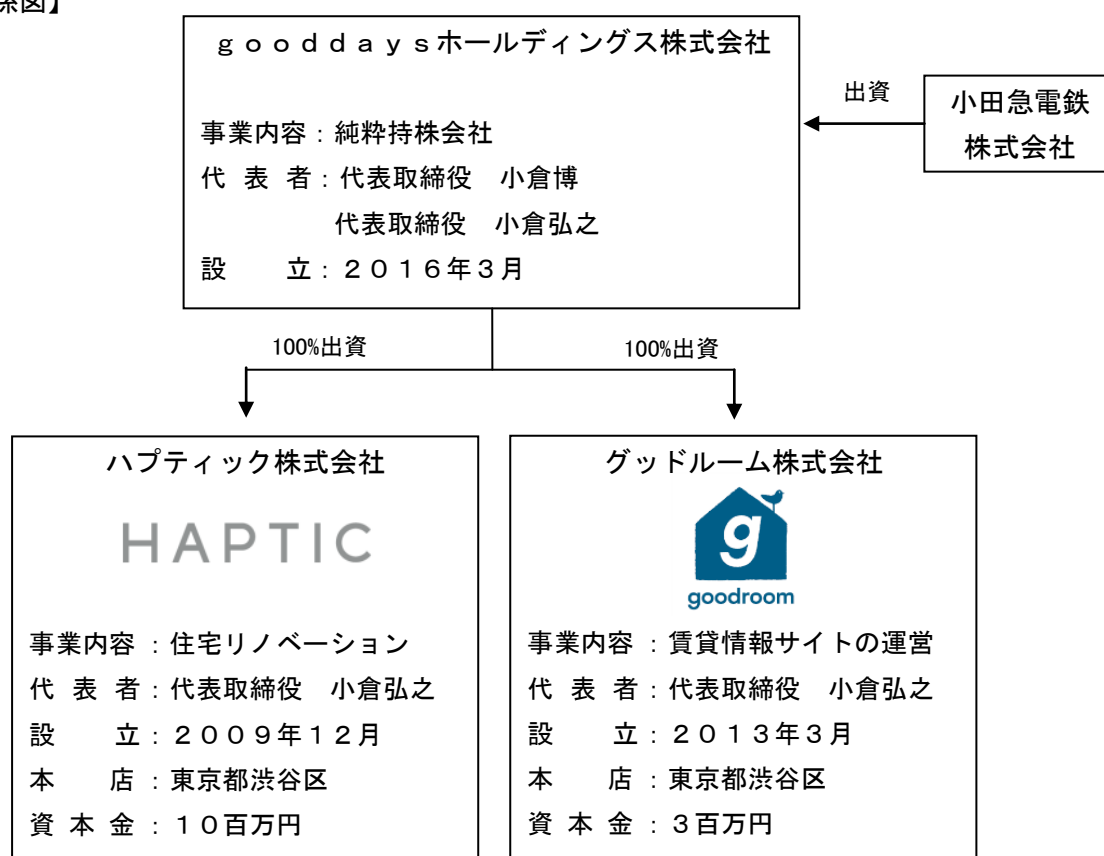 係図】
ｇｏｏｄｄａｙｓホールディングス株式会社
事業内容：純粋持株会社
代 表 者：代表取締役　小倉博
代表取締役　小倉弘之
設　　立：２０１６年３月
出資
小田急電鉄
株式会社
100%出資
100%出資
ハプティック株式会社
HAPTIC
事業内容：住宅リノベーション
代 表 者：代表取締役　小倉弘之
設　　立：２００９年１２月
本　　店：東京都渋谷区
資 本 金：１０百万円
グッドルーム株式会社
g
goodroom
事業内容：賃貸情報サイトの運営
代 表 者：代表取締役　小倉弘之
設　　立：２０１３年３月
本　　店：東京都渋谷区
資 本 金：３百万円